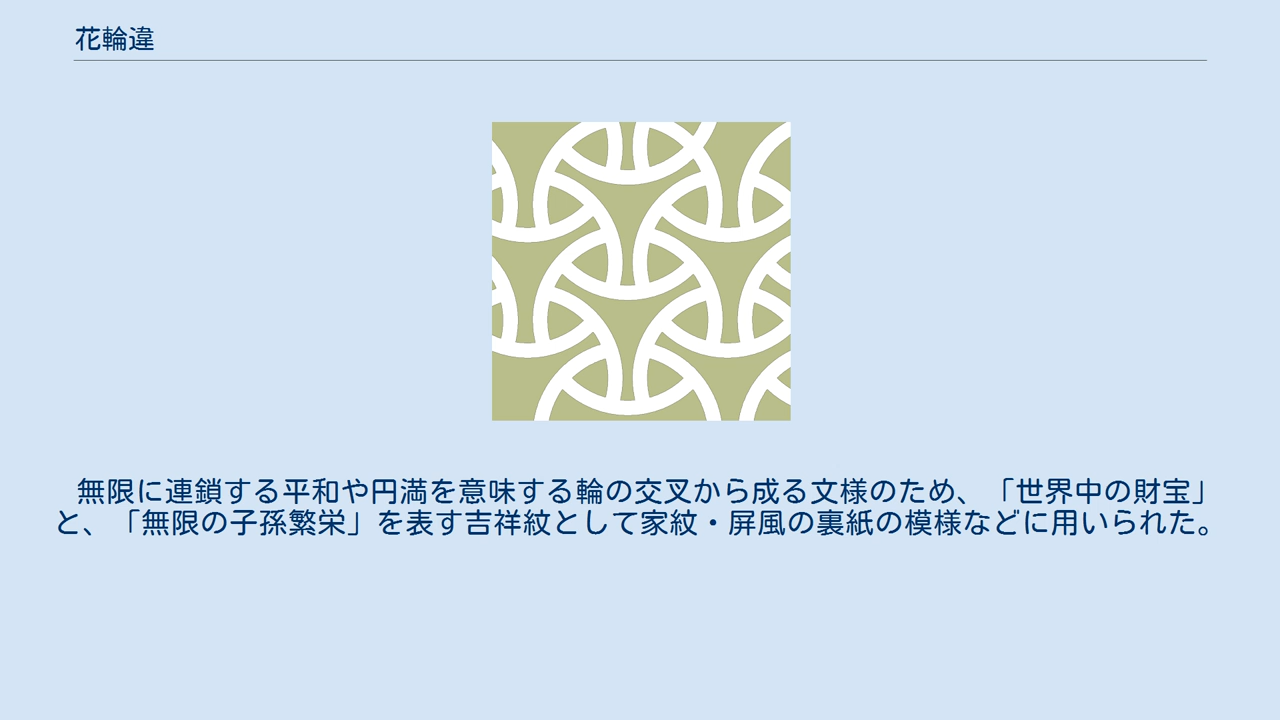 花輪違
無限に連鎖する平和や円満を意味する輪の交叉から成る文様のため、「世界中の財宝」
と、「無限の子孫繁栄」を表す吉祥紋として家紋・屏風の裏紙の模様などに用いられた。